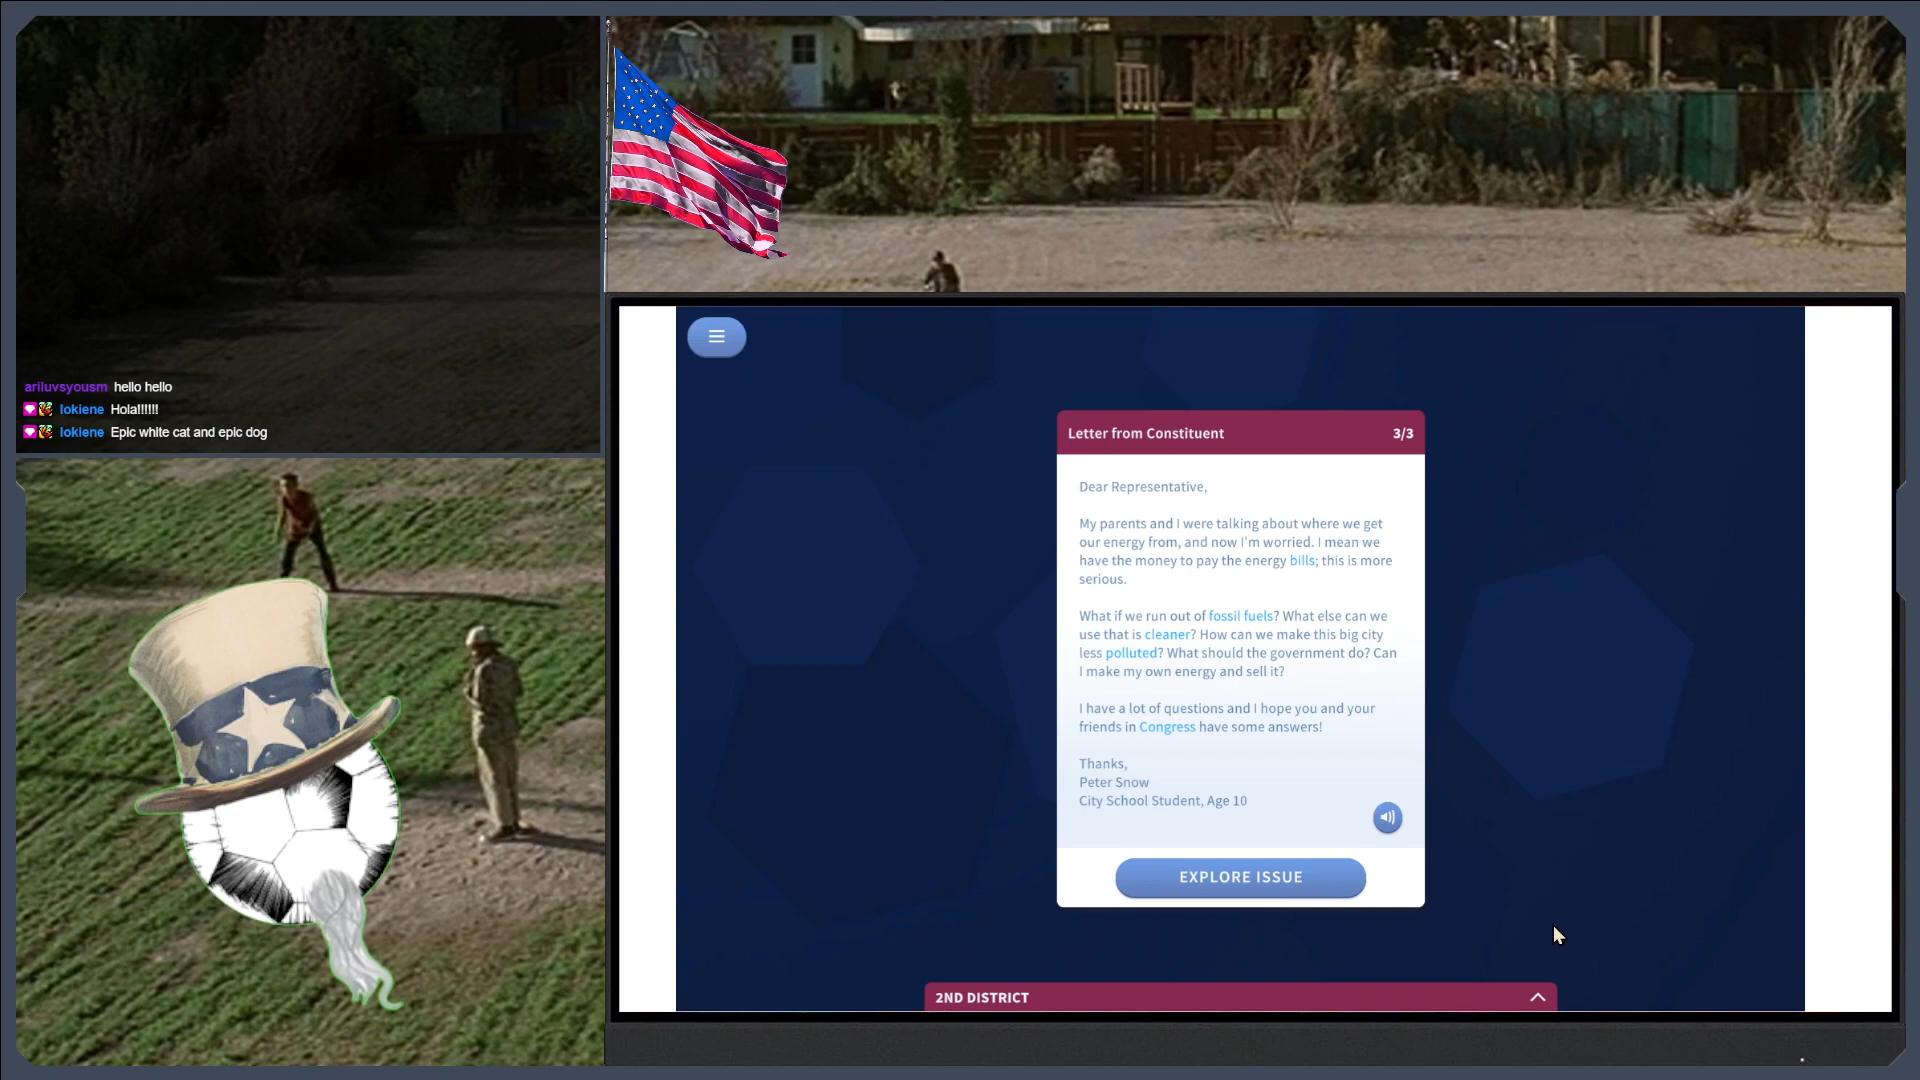 ariluvsyousm hello hello
lokiene Hola!!!!!!
lokiene Epic white cat and epic dog
Letter from Constituent 3/3
Dear Representative,
My parents and I were talking about where we get
our energy from, and now I'm worried. I mean we
have the money to pay the energy bills; this is more
serious.
What if we run out of fossil fuels? What else can we
use that is cleaner? How can we make this big city
less polluted? What should the government do? Can
I make my own energy and sell it?
I have a lot of questions and I hope you and your
friends in Congress have some answers!
Thanks,
Peter Snow
City School Student, Age 10
EXPLORE ISSUE
2ND DISTRICT